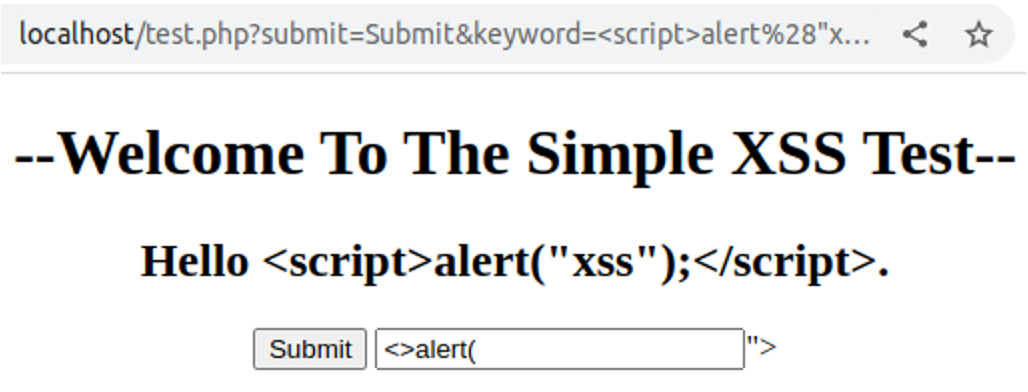 localhost/test.php?submit=Submit&keyword=<script>alert%28"x...
--Welcome To The Simple XSS Test--
Hello <script>alert("xss");</script>.
Submit <>alert( ">